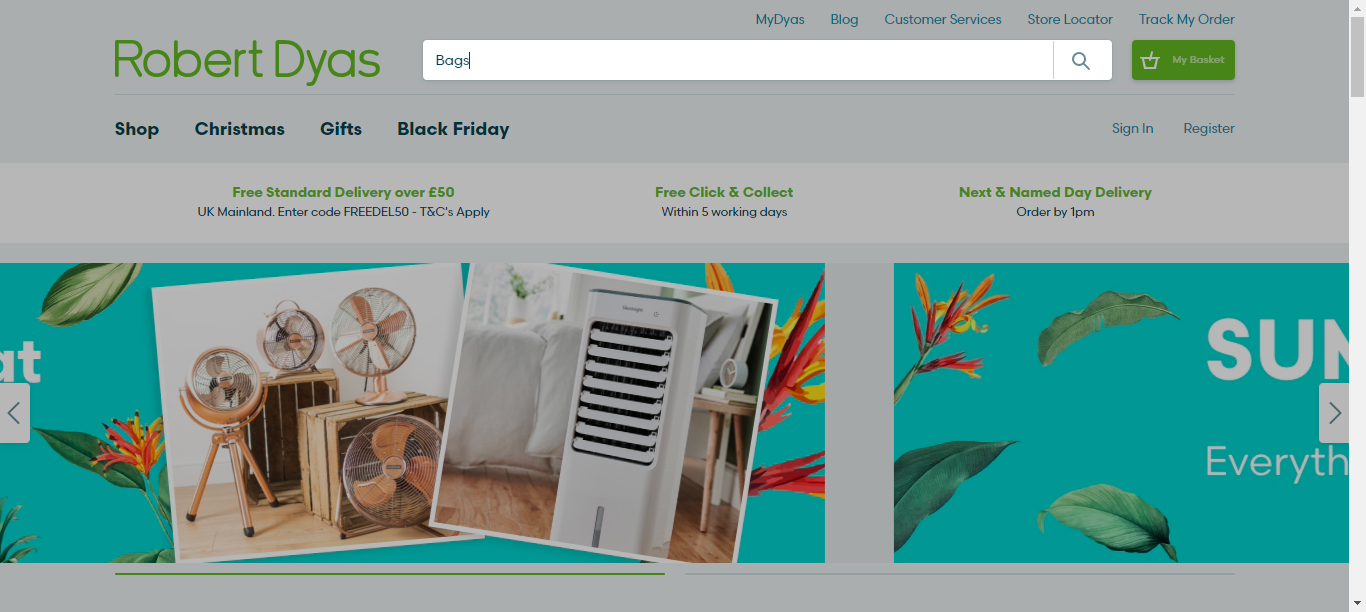 MyDyas Blog Customer Services Store Locator Track My Order
Robert Dyas
Bags
My Basket
Shop Christmas Gifts Black Friday
Sign In Register
Free Standard Delivery over £50
UK Mainland. Enter code FREEDEL50 - T&C's Apply
Free Click & Collect
Within 5 working days
Next & Named Day Delivery
Order by 1pm
at
SUN
Everyth